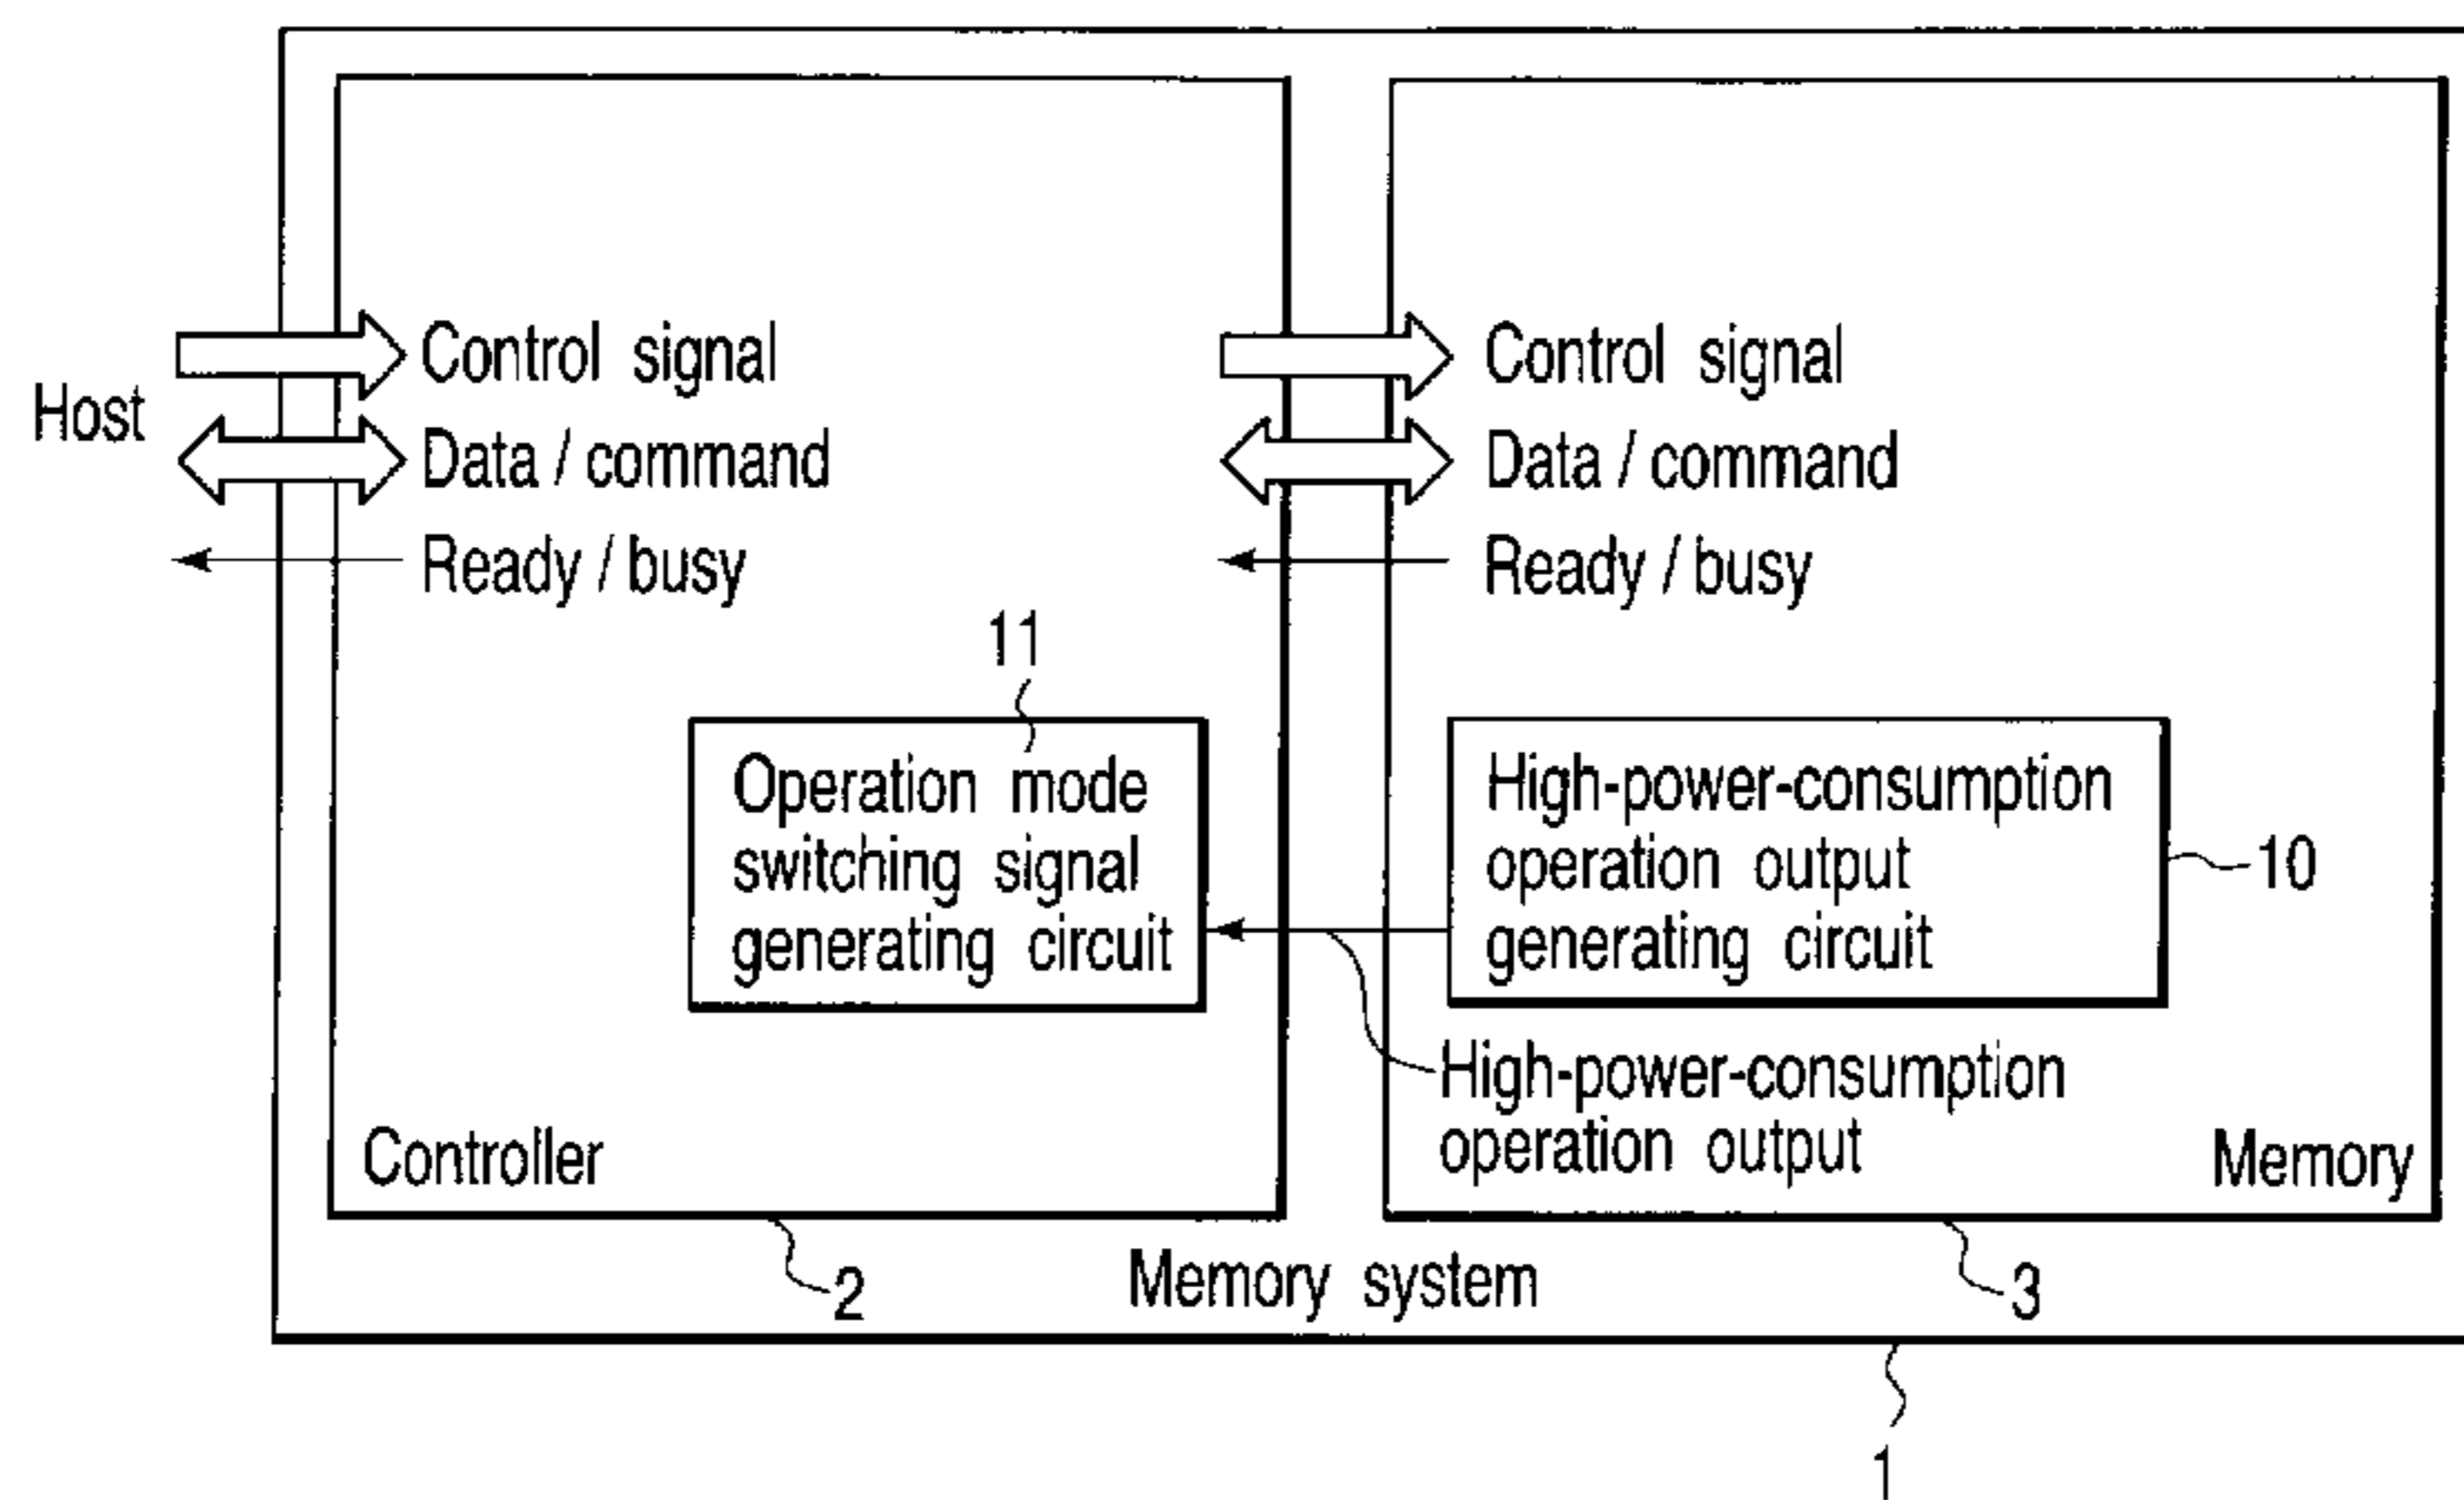 Host
Control signal
Data / command
Ready / busy
Control signal
Data / command
Ready / busy
11
Operation mode
switching signal
generating circuit
High-power-consumption
operation output
generating circuit
10
High-power-consumption
operation output
Controller
Memory
2
Memory system
3
1